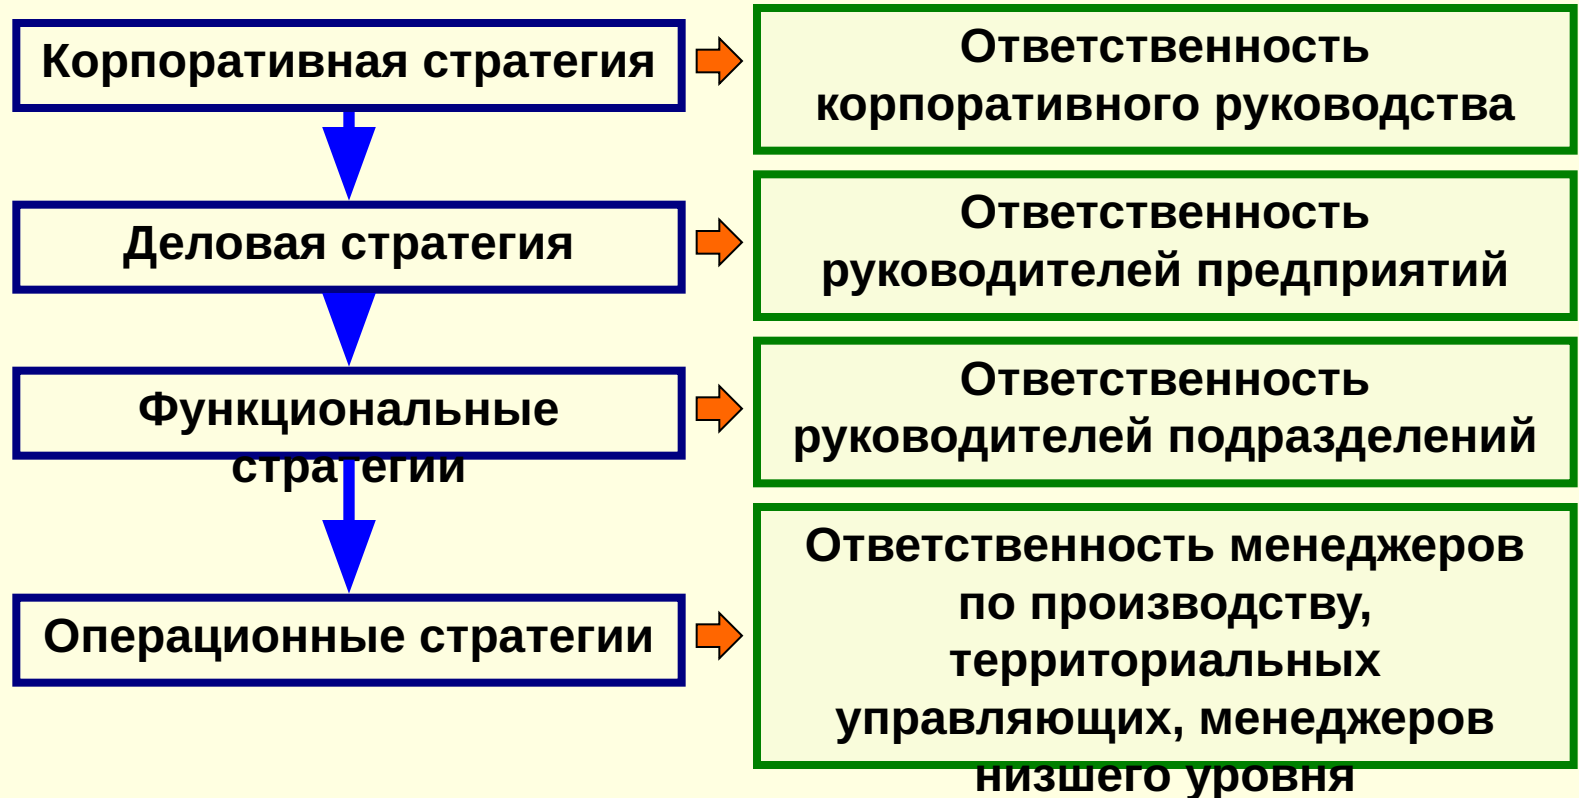 Корпоративная стратегия
Ответственность
корпоративного руководства
Деловая стратегия
Ответственность
руководителей предприятий
Функциональные
стратегии
Ответственность
руководителей подразделений
Операционные стратегии
Ответственность менеджеров
по производству,
территориальных
управляющих, менеджеров
низшего уровня